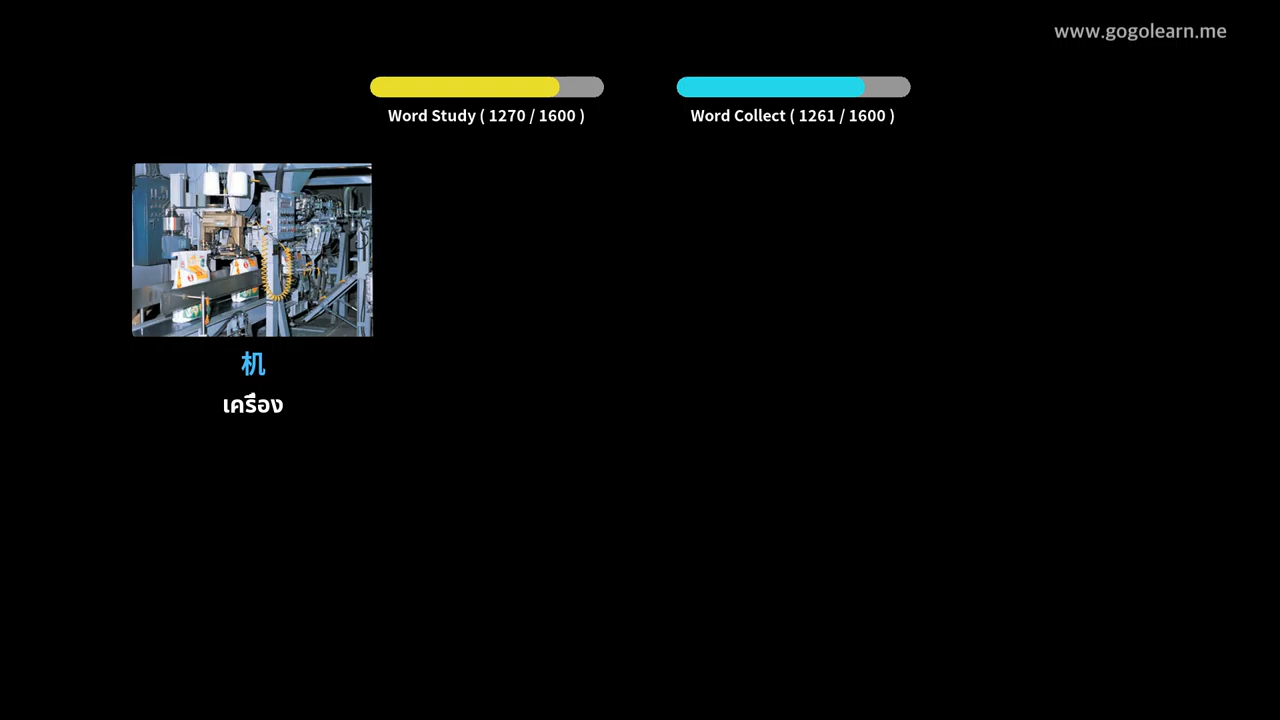 www.gogolearn.me
Word Study ( 1270 / 1600 )
Word Collect ( 1261 / 1600 )
机
เครื่อง